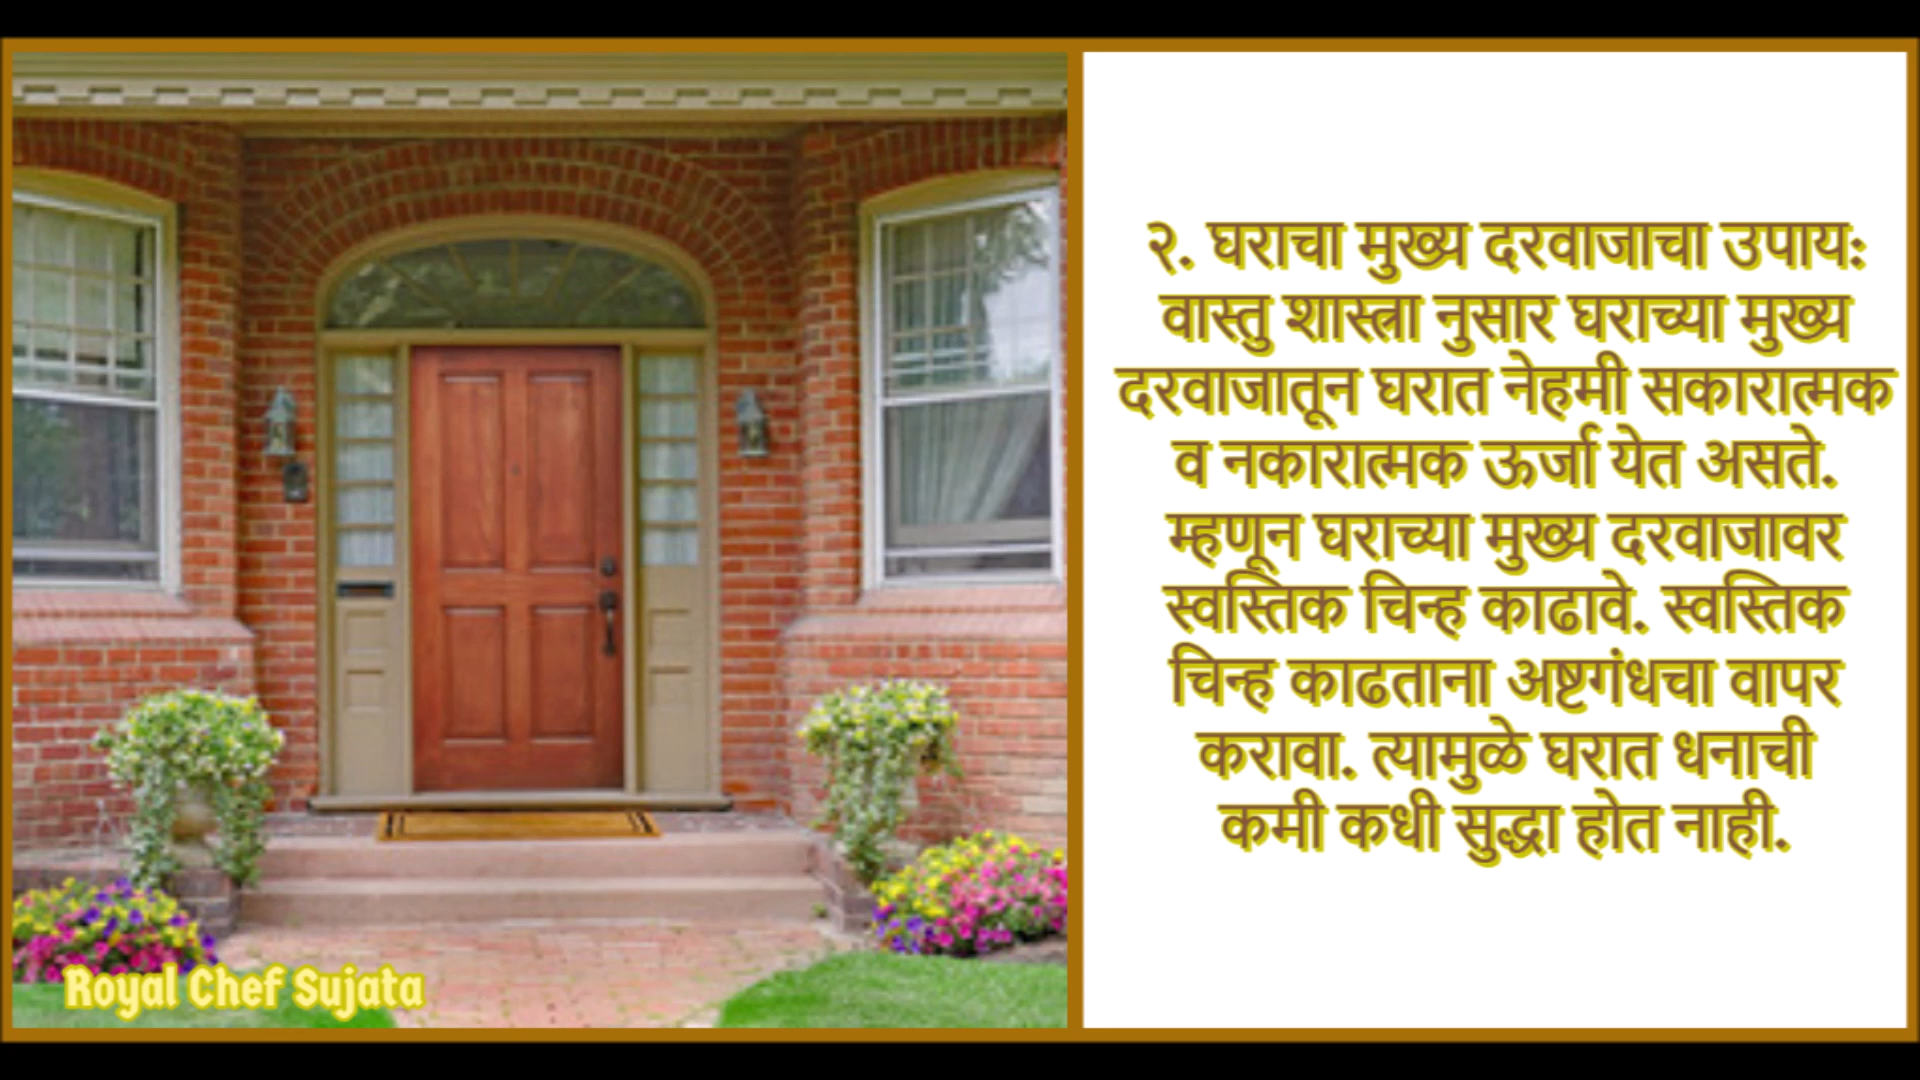 २. घराचा मुख्य दरवाजाचा उपाय:
वास्तु शास्त्रा नुसार घराच्या मुख्य
दरवाजातून घरात नेहमी सकारात्मक
व नकारात्मक ऊर्जा येत असते.
म्हणून घराच्या मुख्य दरवाजावर
स्वस्तिक चिन्ह काढावे. स्वस्तिक
चिन्ह काढताना अष्टगंधचा वापर
करावा. त्यामुळे घरात धनाची
कमी कधी सुद्धा होत नाही.
Royal Chef Sujata